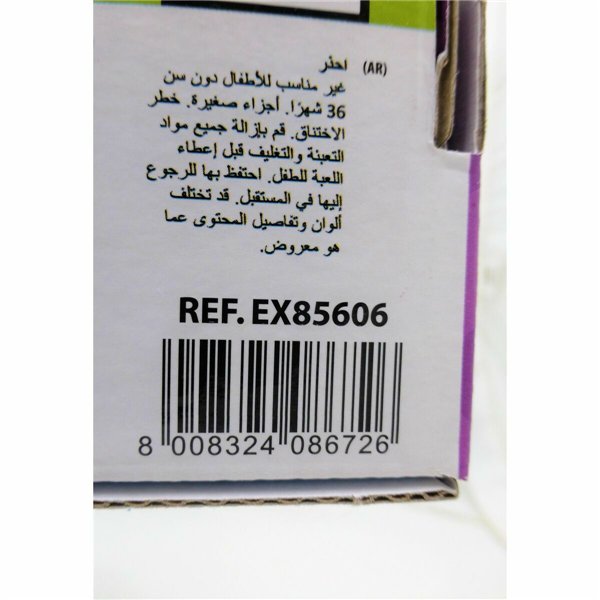 (AR) احذر
غير مناسب للأطفال دون سن
36 شهرًا. أجزاء صغيرة. خطر
الاختناق. قم بإزالة جميع مواد
التعبئة والتغليف قبل إعطاء
اللعبة للطفل. احتفظ بها للرجوع
إليها في المستقبل. قد تختلف
ألوان وتفاصيل المحتوى عما
هو معروض.
REF. EX85606
8 008324 086726